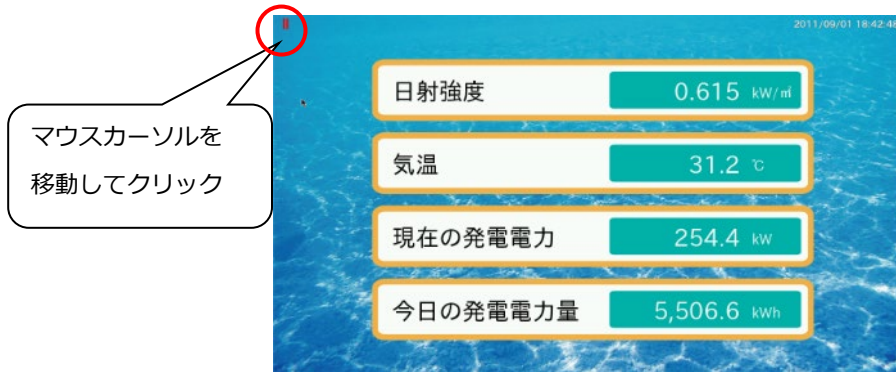 マウスカーソルを
移動してクリック
2011/09/01 18:42:48
日射強度 0.615 kW/㎡
気温 31.2 ℃
現在の発電電力 254.4 kW
今日の発電電力量 5,506.6 kWh